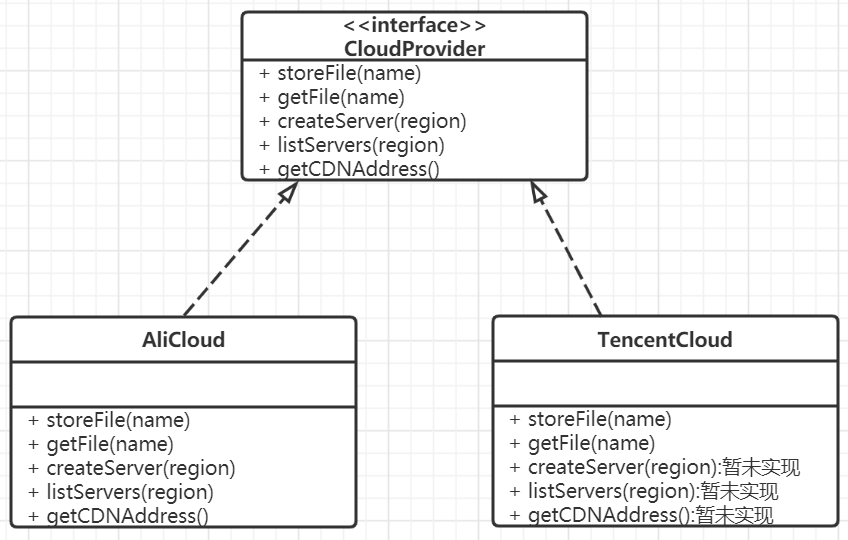 <<interface>>
CloudProvider
+ storeFile(name)
+ getFile(name)
+ createServer(region)
+ listServers(region)
+ getCDNAddress()
AliCloud
+ storeFile(name)
+ getFile(name)
+ createServer(region)
+ listServers(region)
+ getCDNAddress()
TencentCloud
+ storeFile(name)
+ getFile(name)
+ createServer(region):暂未实现
+ listServers(region):暂未实现
+ getCDNAddress():暂未实现